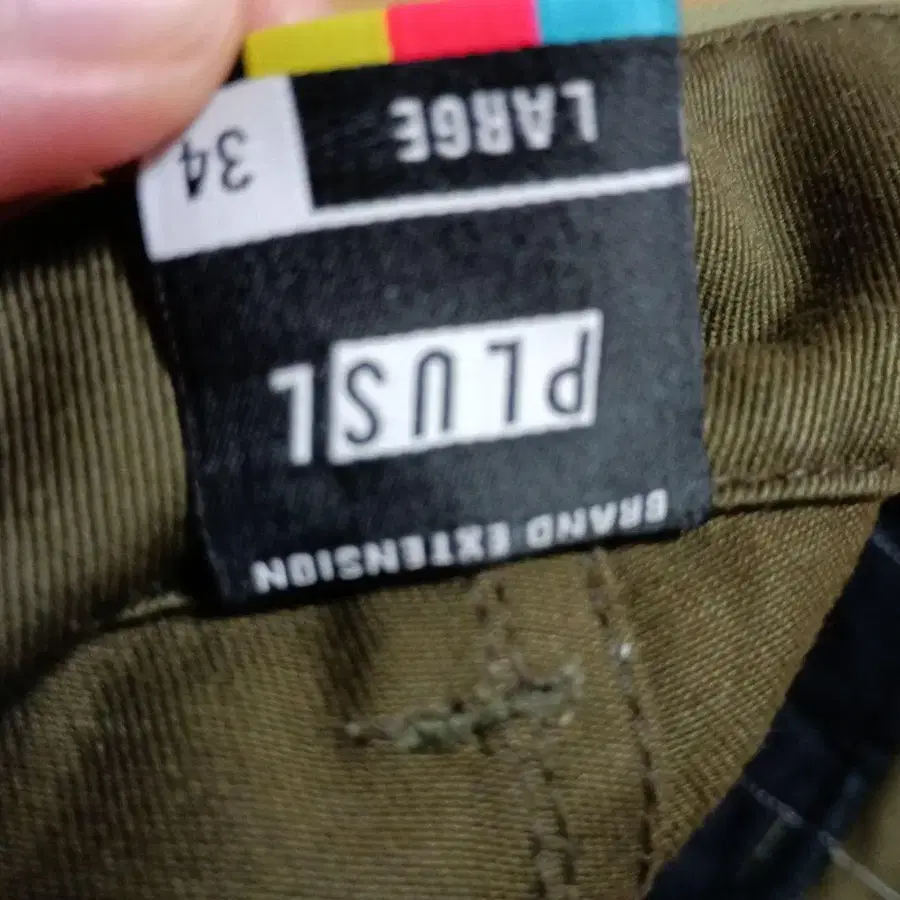 BRAND EXTENSION
PLUSL
LARGE 34